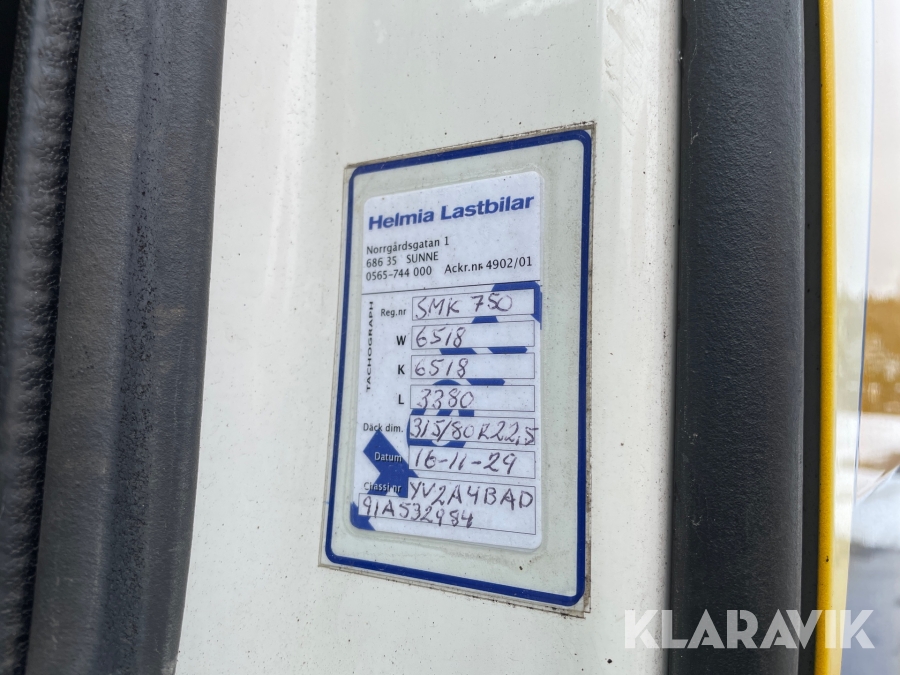 Helmia Lastbilar
Norrgårdsgatan 1
686 35 SUNNE
0565-744 000 Ackr.nr 4902/01
TACHOGRAPH
Reg.nr SMK 750
W 6518
K 6518
L 3380
Däck dim. 315/80R22,5
Datum 16-11-29
Chassi nr YV2A4BAD
91A532984
KLARAVIK